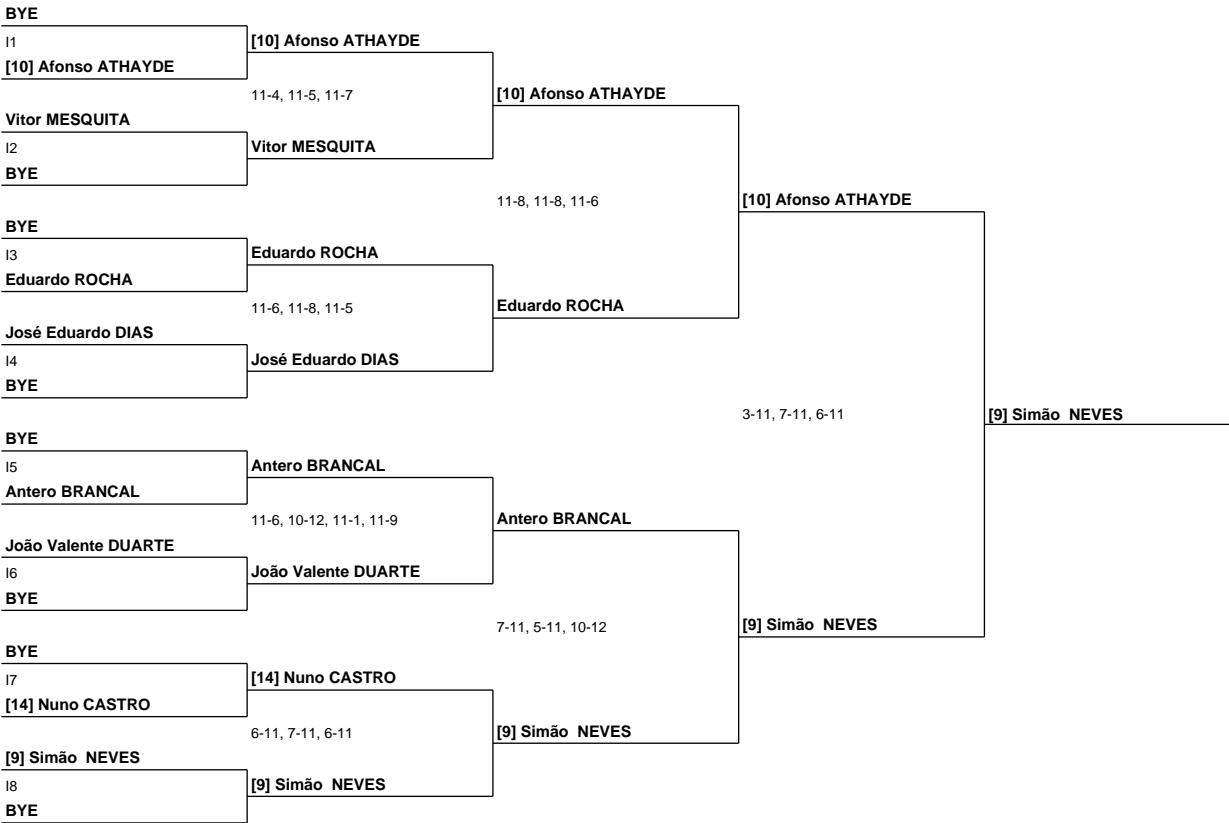 BYE
I1
[10] Afonso ATHAYDE
[10] Afonso ATHAYDE
11-4, 11-5, 11-7
[10] Afonso ATHAYDE
Vitor MESQUITA
I2
Vitor MESQUITA
BYE
11-8, 11-8, 11-6
[10] Afonso ATHAYDE
BYE
I3
Eduardo ROCHA
Eduardo ROCHA
11-6, 11-8, 11-5
Eduardo ROCHA
José Eduardo DIAS
I4
José Eduardo DIAS
BYE
3-11, 7-11, 6-11
[9] Simão  NEVES
BYE
I5
Antero BRANCAL
Antero BRANCAL
11-6, 10-12, 11-1, 11-9
Antero BRANCAL
João Valente DUARTE
I6
João Valente DUARTE
BYE
7-11, 5-11, 10-12
[9] Simão  NEVES
BYE
I7
[14] Nuno CASTRO
[14] Nuno CASTRO
6-11, 7-11, 6-11
[9] Simão  NEVES
[9] Simão  NEVES
I8
[9] Simão  NEVES
BYE